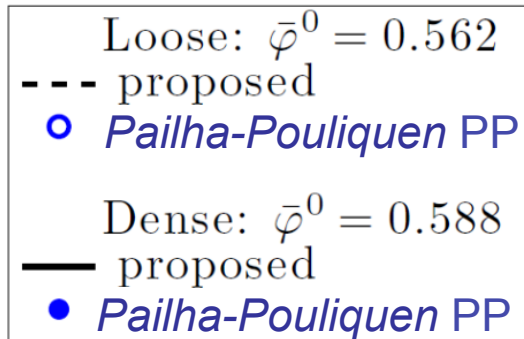 Loose: φ̄⁰ = 0.562
proposed
Pailha-Pouliquen PP
Dense: φ̄⁰ = 0.588
proposed
Pailha-Pouliquen PP